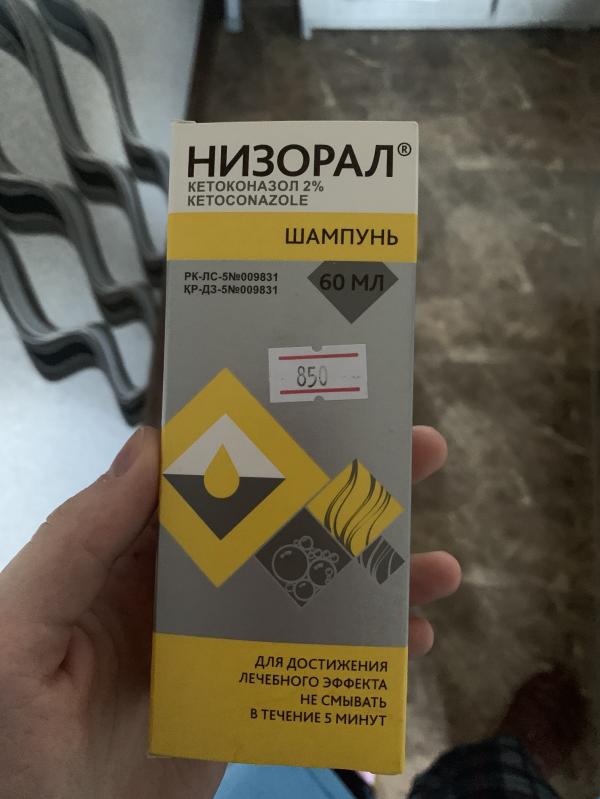 НИЗОРАЛ®
КЕТОКОНАЗОЛ 2%
KETOCONAZOLE
ШАМПУНЬ
РК-ЛС-5№009831
ҚР-ДЗ-5№009831
60 МЛ
850
ДЛЯ ДОСТИЖЕНИЯ
ЛЕЧЕБНОГО ЭФФЕКТА
НЕ СМЫВАТЬ
В ТЕЧЕНИЕ 5 МИНУТ